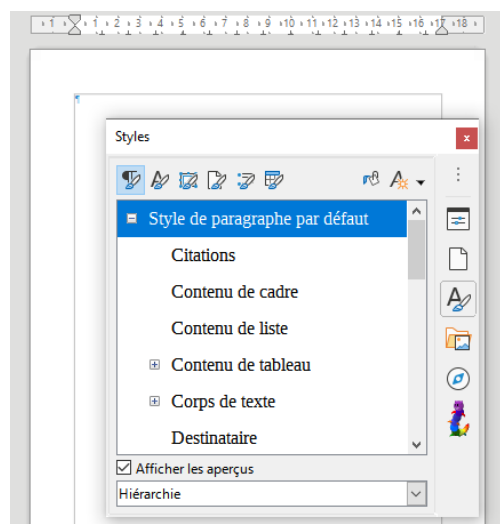 1 1 2 3 4 5 6 7 8 9 10 11 12 13 14 15 16 17 18
Styles
Style de paragraphe par défaut
Citations
Contenu de cadre
Contenu de liste
Contenu de tableau
Corps de texte
Destinataire
Afficher les aperçus
Hiérarchie